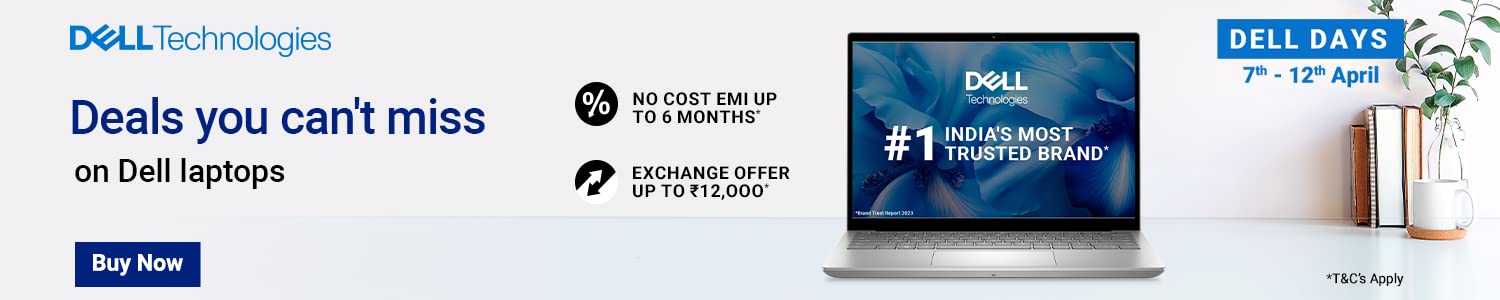 DELL Technologies
Deals you can't miss
on Dell laptops
Buy Now
%
NO COST EMI UP
TO 6 MONTHS*
EXCHANGE OFFER
UP TO ₹12,000*
DELL
Technologies
#1 INDIA'S MOST
TRUSTED BRAND*
*Brand Trust Report 2023
DELL DAYS
7th - 12th April
*T&C's Apply